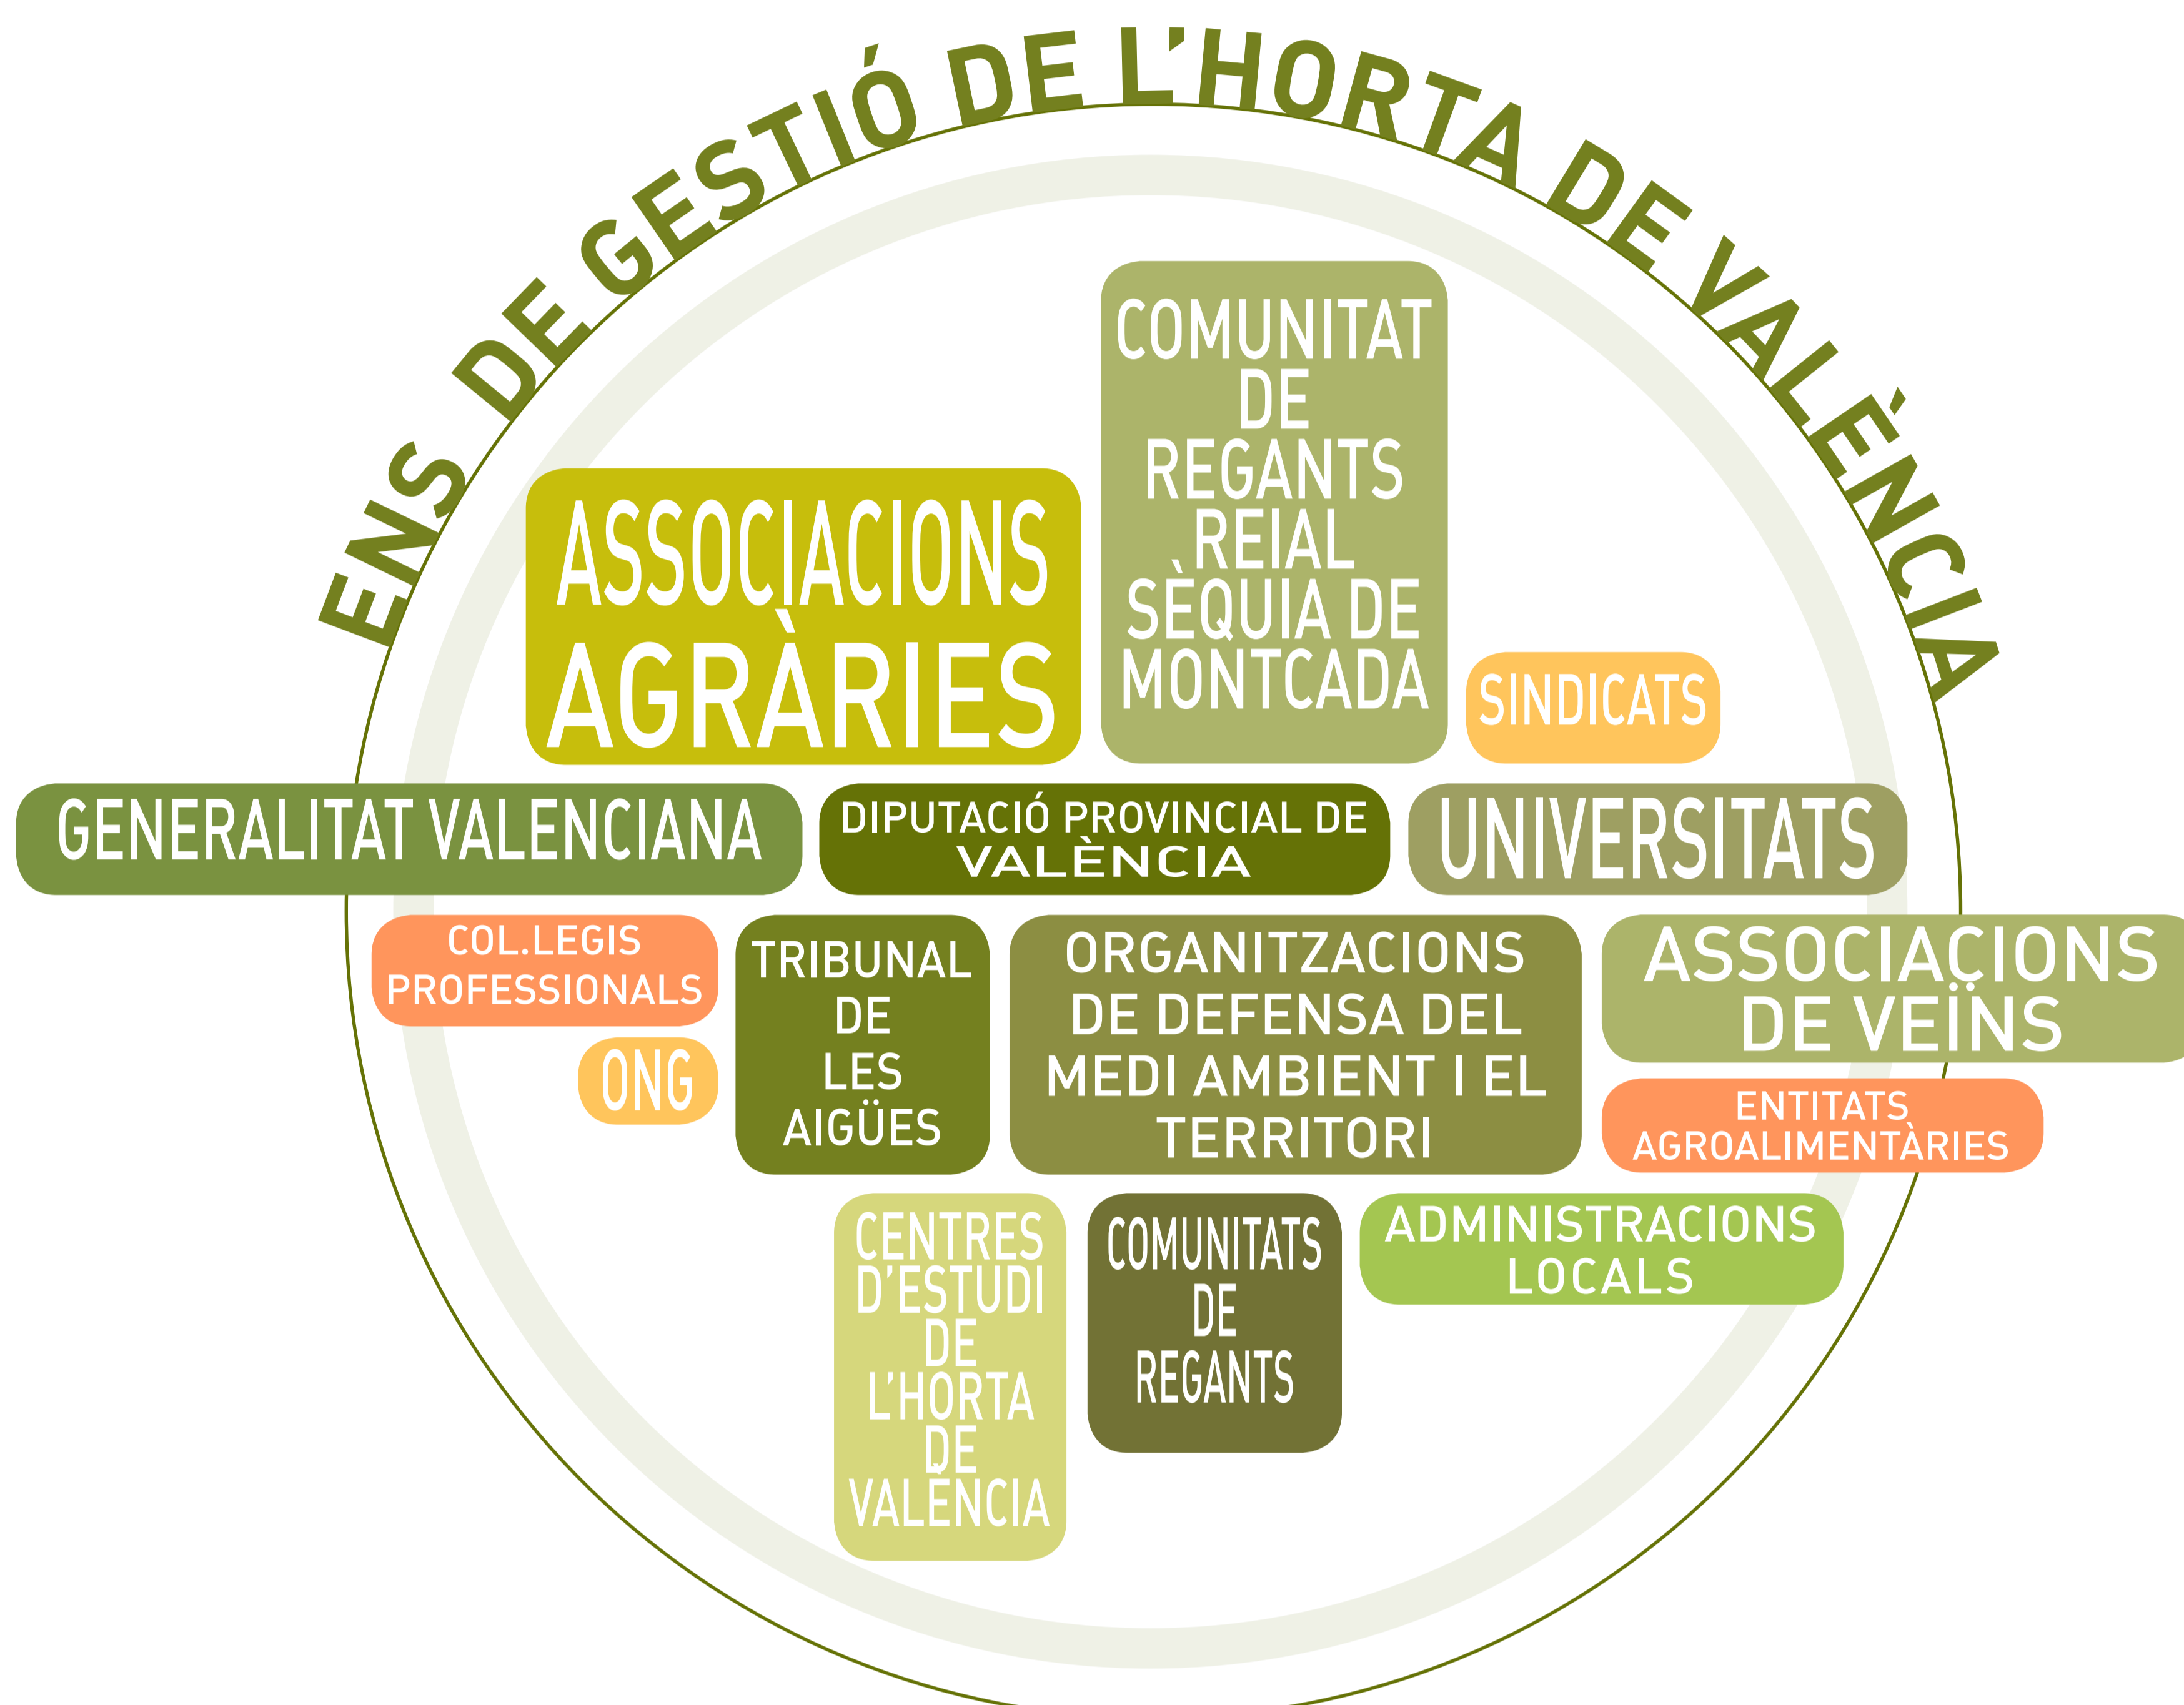 ENS DE GESTIÓ DE L'HORTA DE VALÈNCIA
COMUNITAT
DE
REGANTS
REIAL
SÈQUIA DE
MONTCADA
ASSOCIACIONS
AGRÀRIES
SINDICATS
GENERALITAT VALENCIANA
DIPUTACIÓ PROVINCIAL DE
VALÈNCIA
UNIVERSITATS
COL.LEGIS
PROFESSIONALS
ONG
TRIBUNAL
DE
LES
AIGÜES
ORGANITZACIONS
DE DEFENSA DEL
MEDI AMBIENT I EL
TERRITORI
ASSOCIACIONS
DE VEÏNS
ENTITATS
AGROALIMENTÀRIES
CENTRES
D'ESTUDI
DE
L'HORTA
DE
VALÈNCIA
COMUNITATS
DE
REGANTS
ADMINISTRACIONS
LOCALS